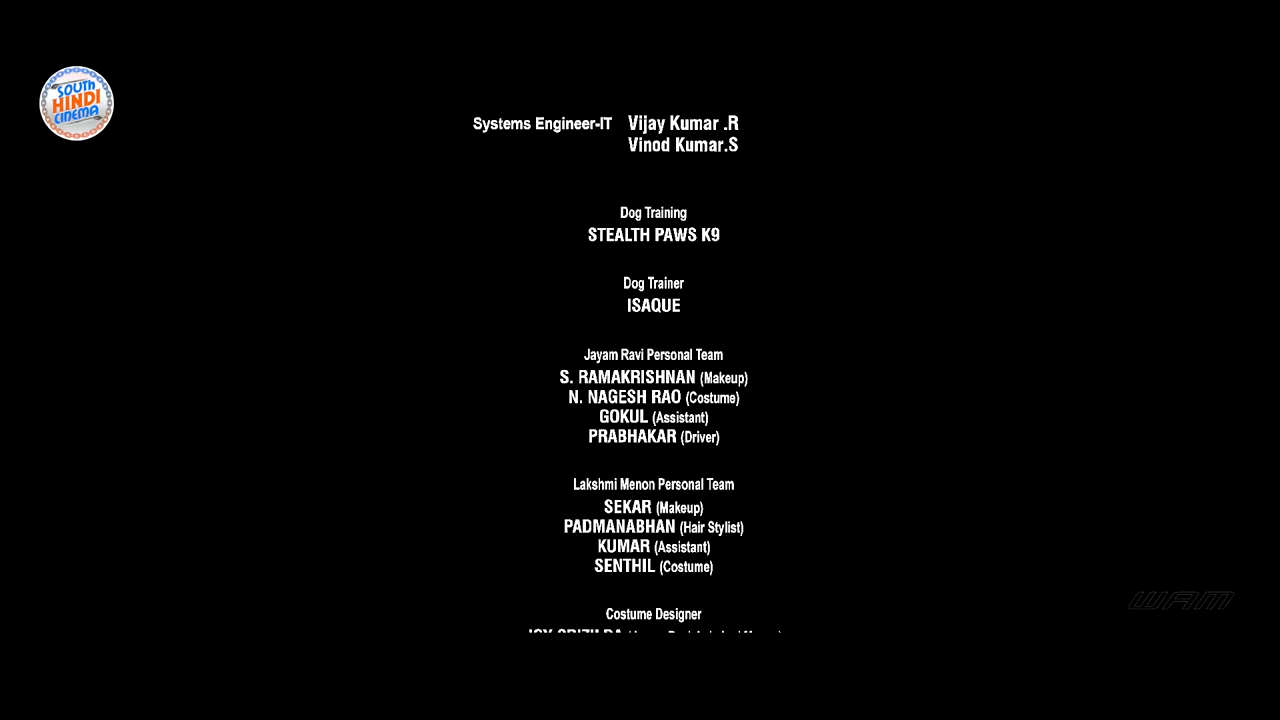 SOUTH
HINDI
CINEMA
Systems Engineer-IT Vijay Kumar .R
Vinod Kumar.S
Dog Training
STEALTH PAWS K9
Dog Trainer
ISAQUE
Jayam Ravi Personal Team
S. RAMAKRISHNAN (Makeup)
N. NAGESH RAO (Costume)
GOKUL (Assistant)
PRABHAKAR (Driver)
Lakshmi Menon Personal Team
SEKAR (Makeup)
PADMANABHAN (Hair Stylist)
KUMAR (Assistant)
SENTHIL (Costume)
WAM
Costume Designer